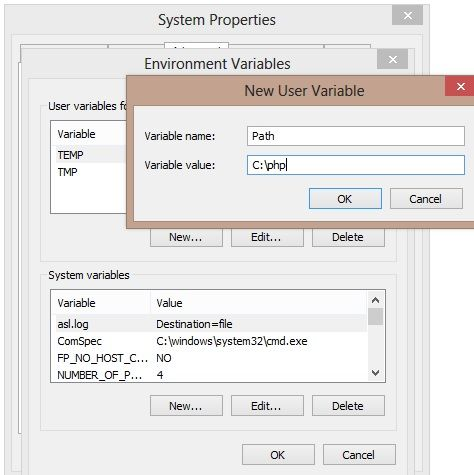 System Properties
Environment Variables
New User Variable
User variables fo
Variable
TEMP
TMP
Variable name: Path
Variable value: C:\php
OK Cancel
New... Edit... Delete
System variables
Variable Value
asl.log Destination=file
ComSpec C:\windows\system32\cmd.exe
FP_NO_HOST_C... NO
NUMBER_OF_P... 4
New... Edit... Delete
OK Cancel